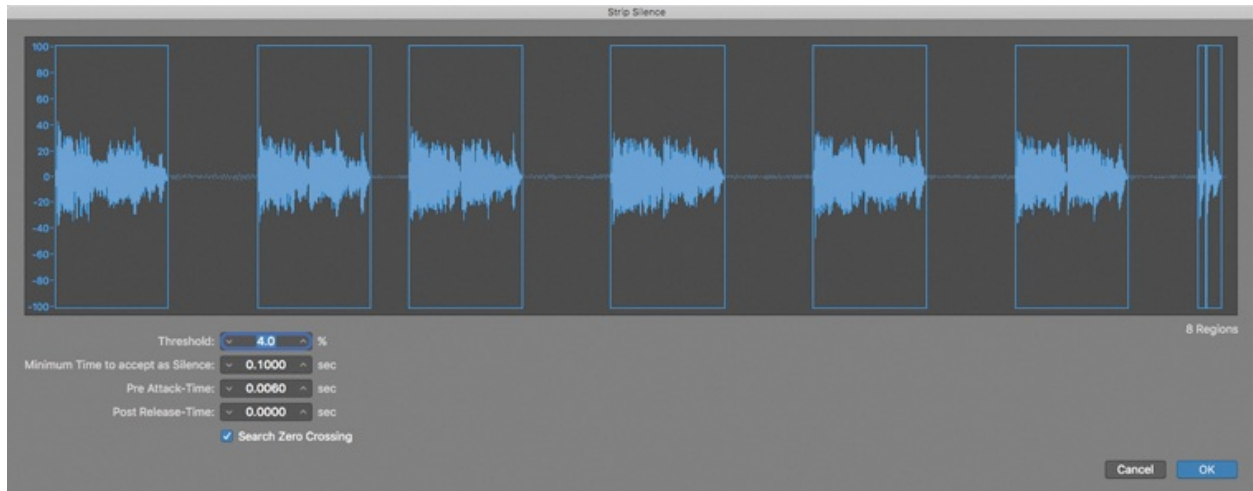 Strip Silence
100
80
60
40
20
0
-20
-40
-60
-80
-100
8 Regions
Threshold: 4.0 %
Minimum Time to accept as Silence: 0.1000 sec
Pre Attack-Time: 0.0060 sec
Post Release-Time: 0.0000 sec
Search Zero Crossing
Cancel OK